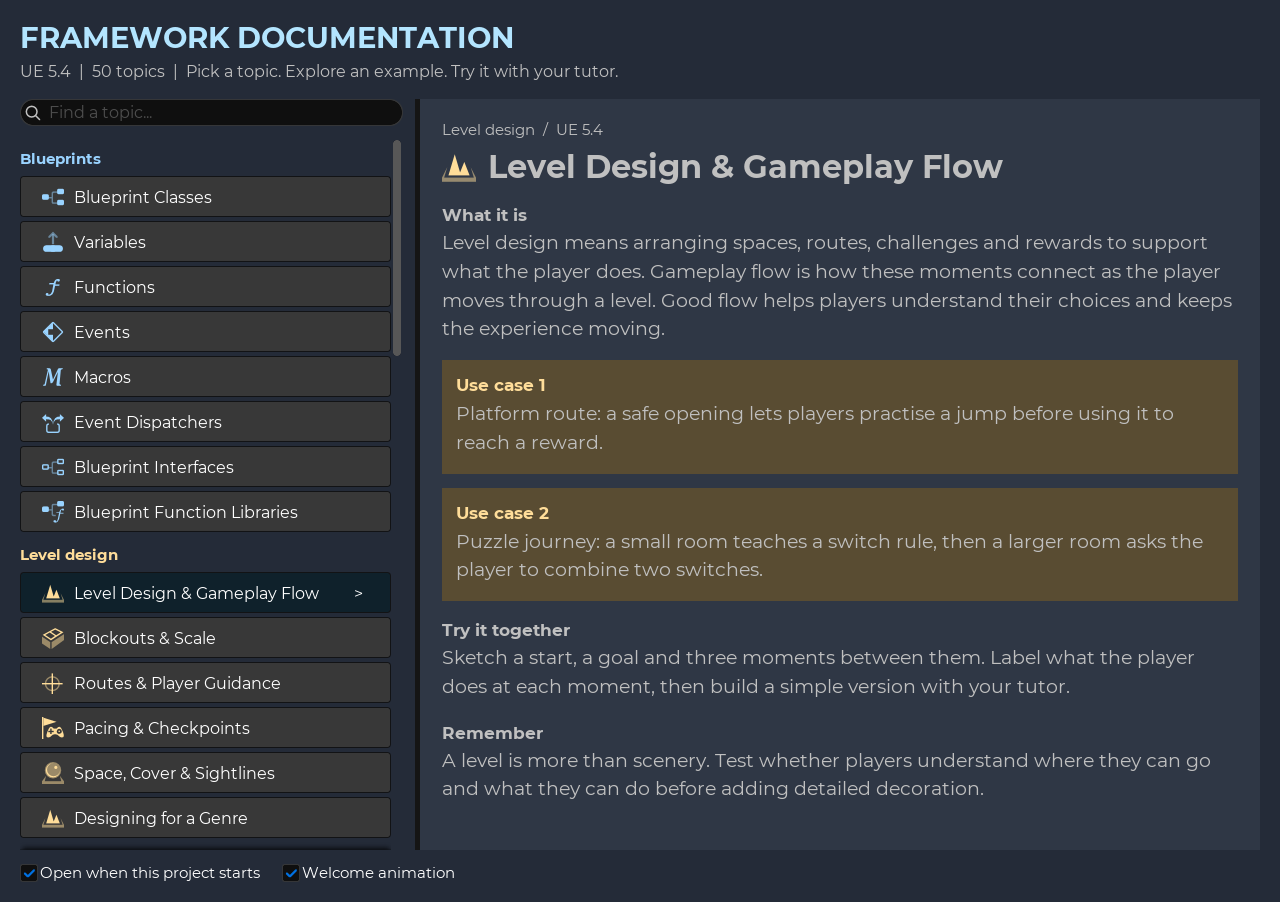 FRAMEWORK DOCUMENTATION
UE 5.4 | 50 topics | Pick a topic. Explore an example. Try it with your tutor.
Find a topic...
Blueprints
Blueprint Classes
Variables
Functions
Events
Macros
Event Dispatchers
Blueprint Interfaces
Blueprint Function Libraries
Level design
Level Design & Gameplay Flow >
Blockouts & Scale
Routes & Player Guidance
Pacing & Checkpoints
Space, Cover & Sightlines
Designing for a Genre
Level design / UE 5.4
Level Design & Gameplay Flow
What it is
Level design means arranging spaces, routes, challenges and rewards to support
what the player does. Gameplay flow is how these moments connect as the player
moves through a level. Good flow helps players understand their choices and keeps
the experience moving.
Use case 1
Platform route: a safe opening lets players practise a jump before using it to
reach a reward.
Use case 2
Puzzle journey: a small room teaches a switch rule, then a larger room asks the
player to combine two switches.
Try it together
Sketch a start, a goal and three moments between them. Label what the player
does at each moment, then build a simple version with your tutor.
Remember
A level is more than scenery. Test whether players understand where they can go
and what they can do before adding detailed decoration.
Open when this project starts
Welcome animation